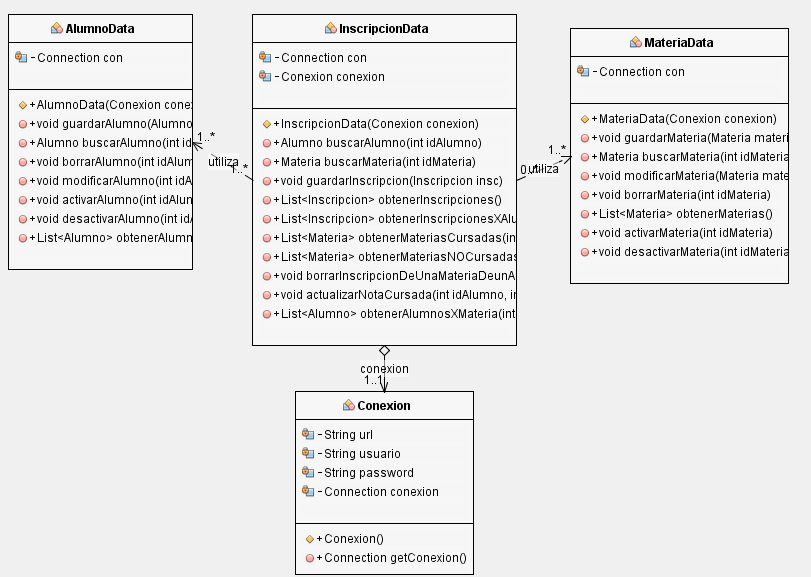 AlumnoData
- Connection con
+ AlumnoData(Conexion cone
+ void guardarAlumno(Alumno
+ Alumno buscarAlumno(int id
+ void borrarAlumno(int idAlum
+ void modificarAlumno(int idA
+ void activarAlumno(int idAlun
+ void desactivarAlumno(int idA
+ List<Alumno> obtenerAlumn
1..*
utiliza
1..*
InscripcionData
- Connection con
- Conexion conexion
+ InscripcionData(Conexion conexion)
+ Alumno buscarAlumno(int idAlumno)
+ Materia buscarMateria(int idMateria)
+ void guardarInscripcion(Inscripcion insc)
+ List<Inscripcion> obtenerInscripciones()
+ List<Inscripcion> obtenerInscripcionesXAlu
+ List<Materia> obtenerMateriasCursadas(in
+ List<Materia> obtenerMateriasNOCursadas
+ void borrarInscripcionDeUnaMateriaDeunA
+ void actualizarNotaCursada(int idAlumno, in
+ List<Alumno> obtenerAlumnosXMateria(int
1..*
utiliza
MateriaData
- Connection con
+ MateriaData(Conexion conexion)
+ void guardarMateria(Materia materi
+ Materia buscarMateria(int idMateria
+ void modificarMateria(Materia mate
+ void borrarMateria(int idMateria)
+ List<Materia> obtenerMaterias()
+ void activarMateria(int idMateria)
+ void desactivarMateria(int idMateria
conexion
1..1
Conexion
- String url
- String usuario
- String password
- Connection conexion
+ Conexion()
+ Connection getConexion()